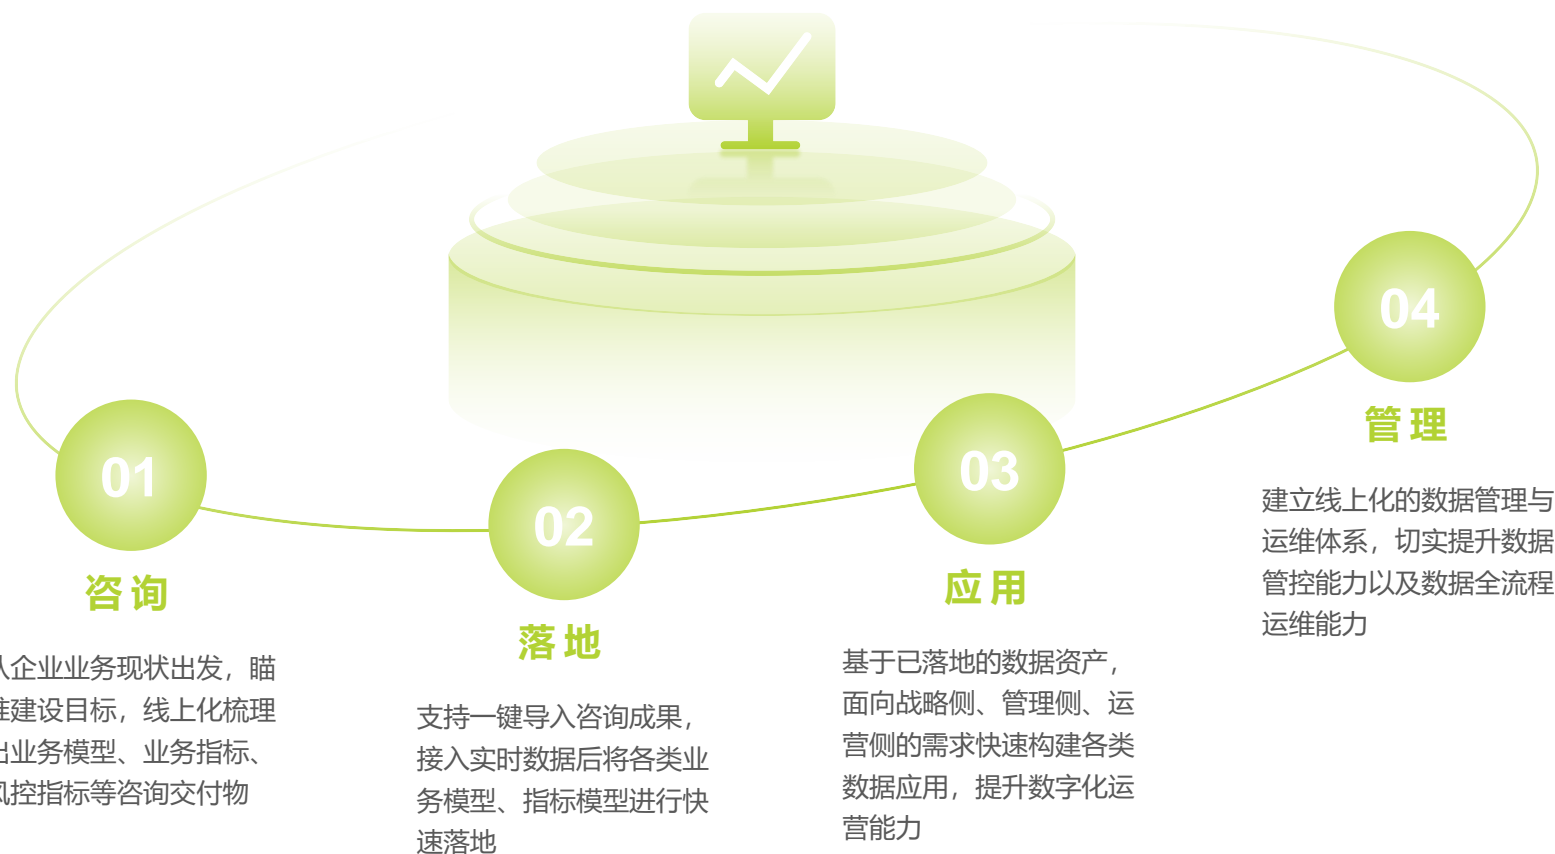 01
咨询
从企业业务现状出发，瞄
准建设目标，线上化梳理
出业务模型、业务指标、
风控指标等咨询交付物
02
落地
支持一键导入咨询成果，
接入实时数据后将各类业
务模型、指标模型进行快
速落地
03
应用
基于已落地的数据资产，
面向战略侧、管理侧、运
营侧的需求快速构建各类
数据应用，提升数字化运
营能力
04
管理
建立线上化的数据管理与
运维体系，切实提升数据
管控能力以及数据全流程
运维能力